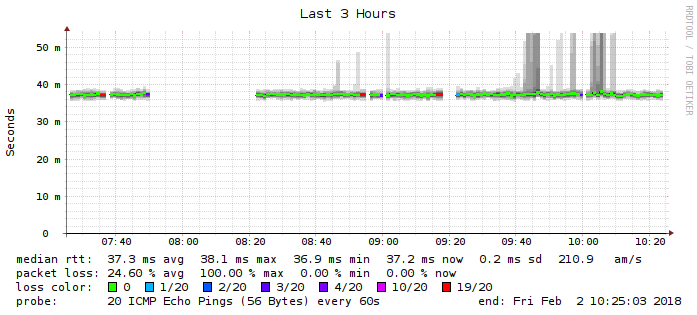 Last 3 Hours
RRDTOOL / TOBI OETIKER
Seconds
50 m
40 m
30 m
20 m
10 m
0
07:40 08:00 08:20 08:40 09:00 09:20 09:40 10:00 10:20
median rtt: 37.3 ms avg 38.1 ms max 36.9 ms min 37.2 ms now 0.2 ms sd 210.9 am/s
packet loss: 24.60 % avg 100.00 % max 0.00 % min 0.00 % now
loss color: 0 1/20 2/20 3/20 4/20 10/20 19/20
probe: 20 ICMP Echo Pings (56 Bytes) every 60s end: Fri Feb 2 10:25:03 2018